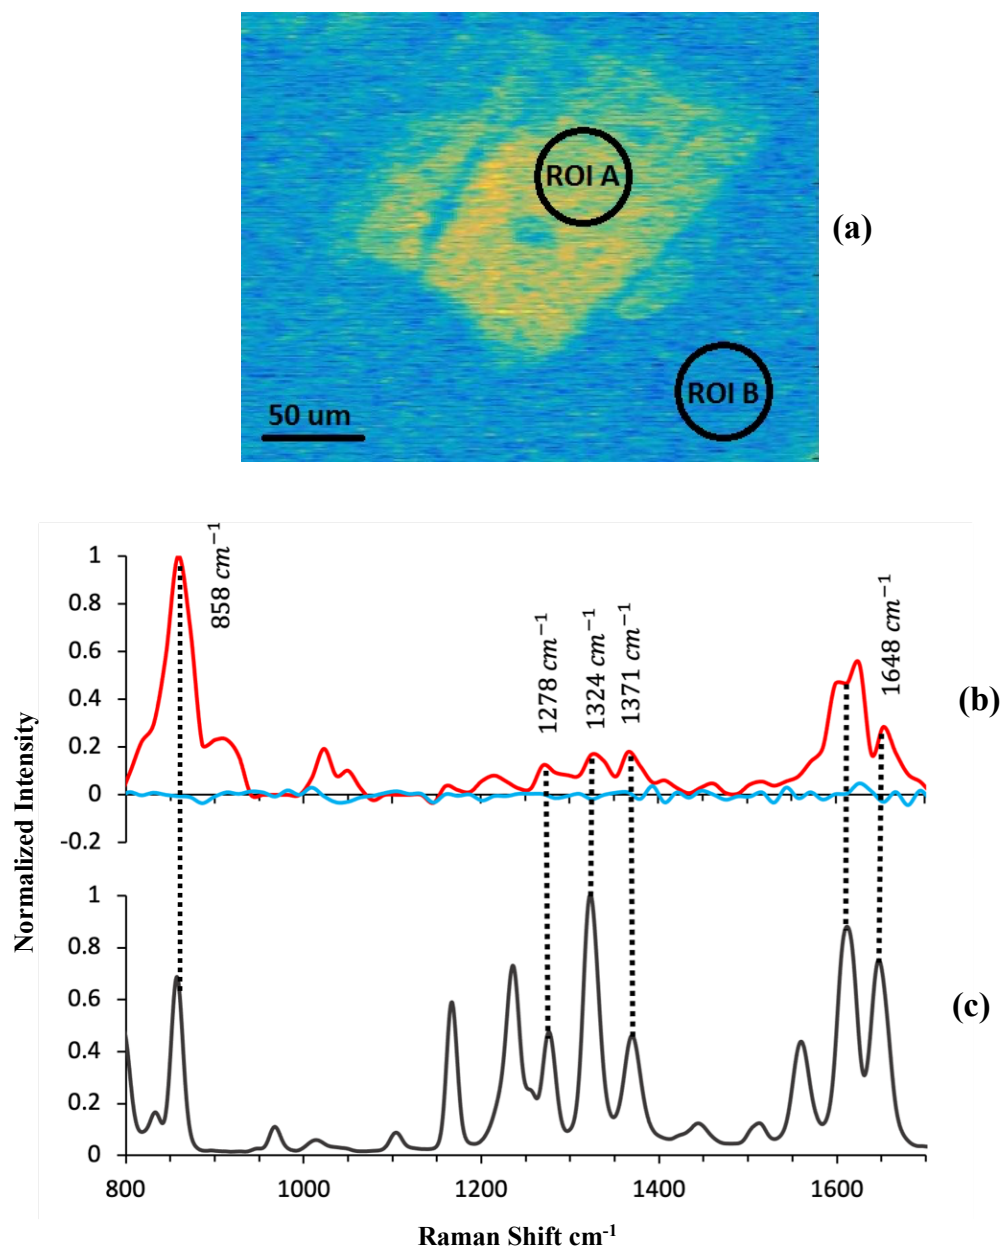 ROI A
(a)
ROI B
50 um
858 cm⁻¹
1278 cm⁻¹
1324 cm⁻¹
1371 cm⁻¹
1648 cm⁻¹
1
0.8
0.6
0.4
0.2
0
-0.2
(b)
Normalized Intensity
1
0.8
0.6
0.4
0.2
0
(c)
800 1000 1200 1400 1600
Raman Shift cm⁻¹